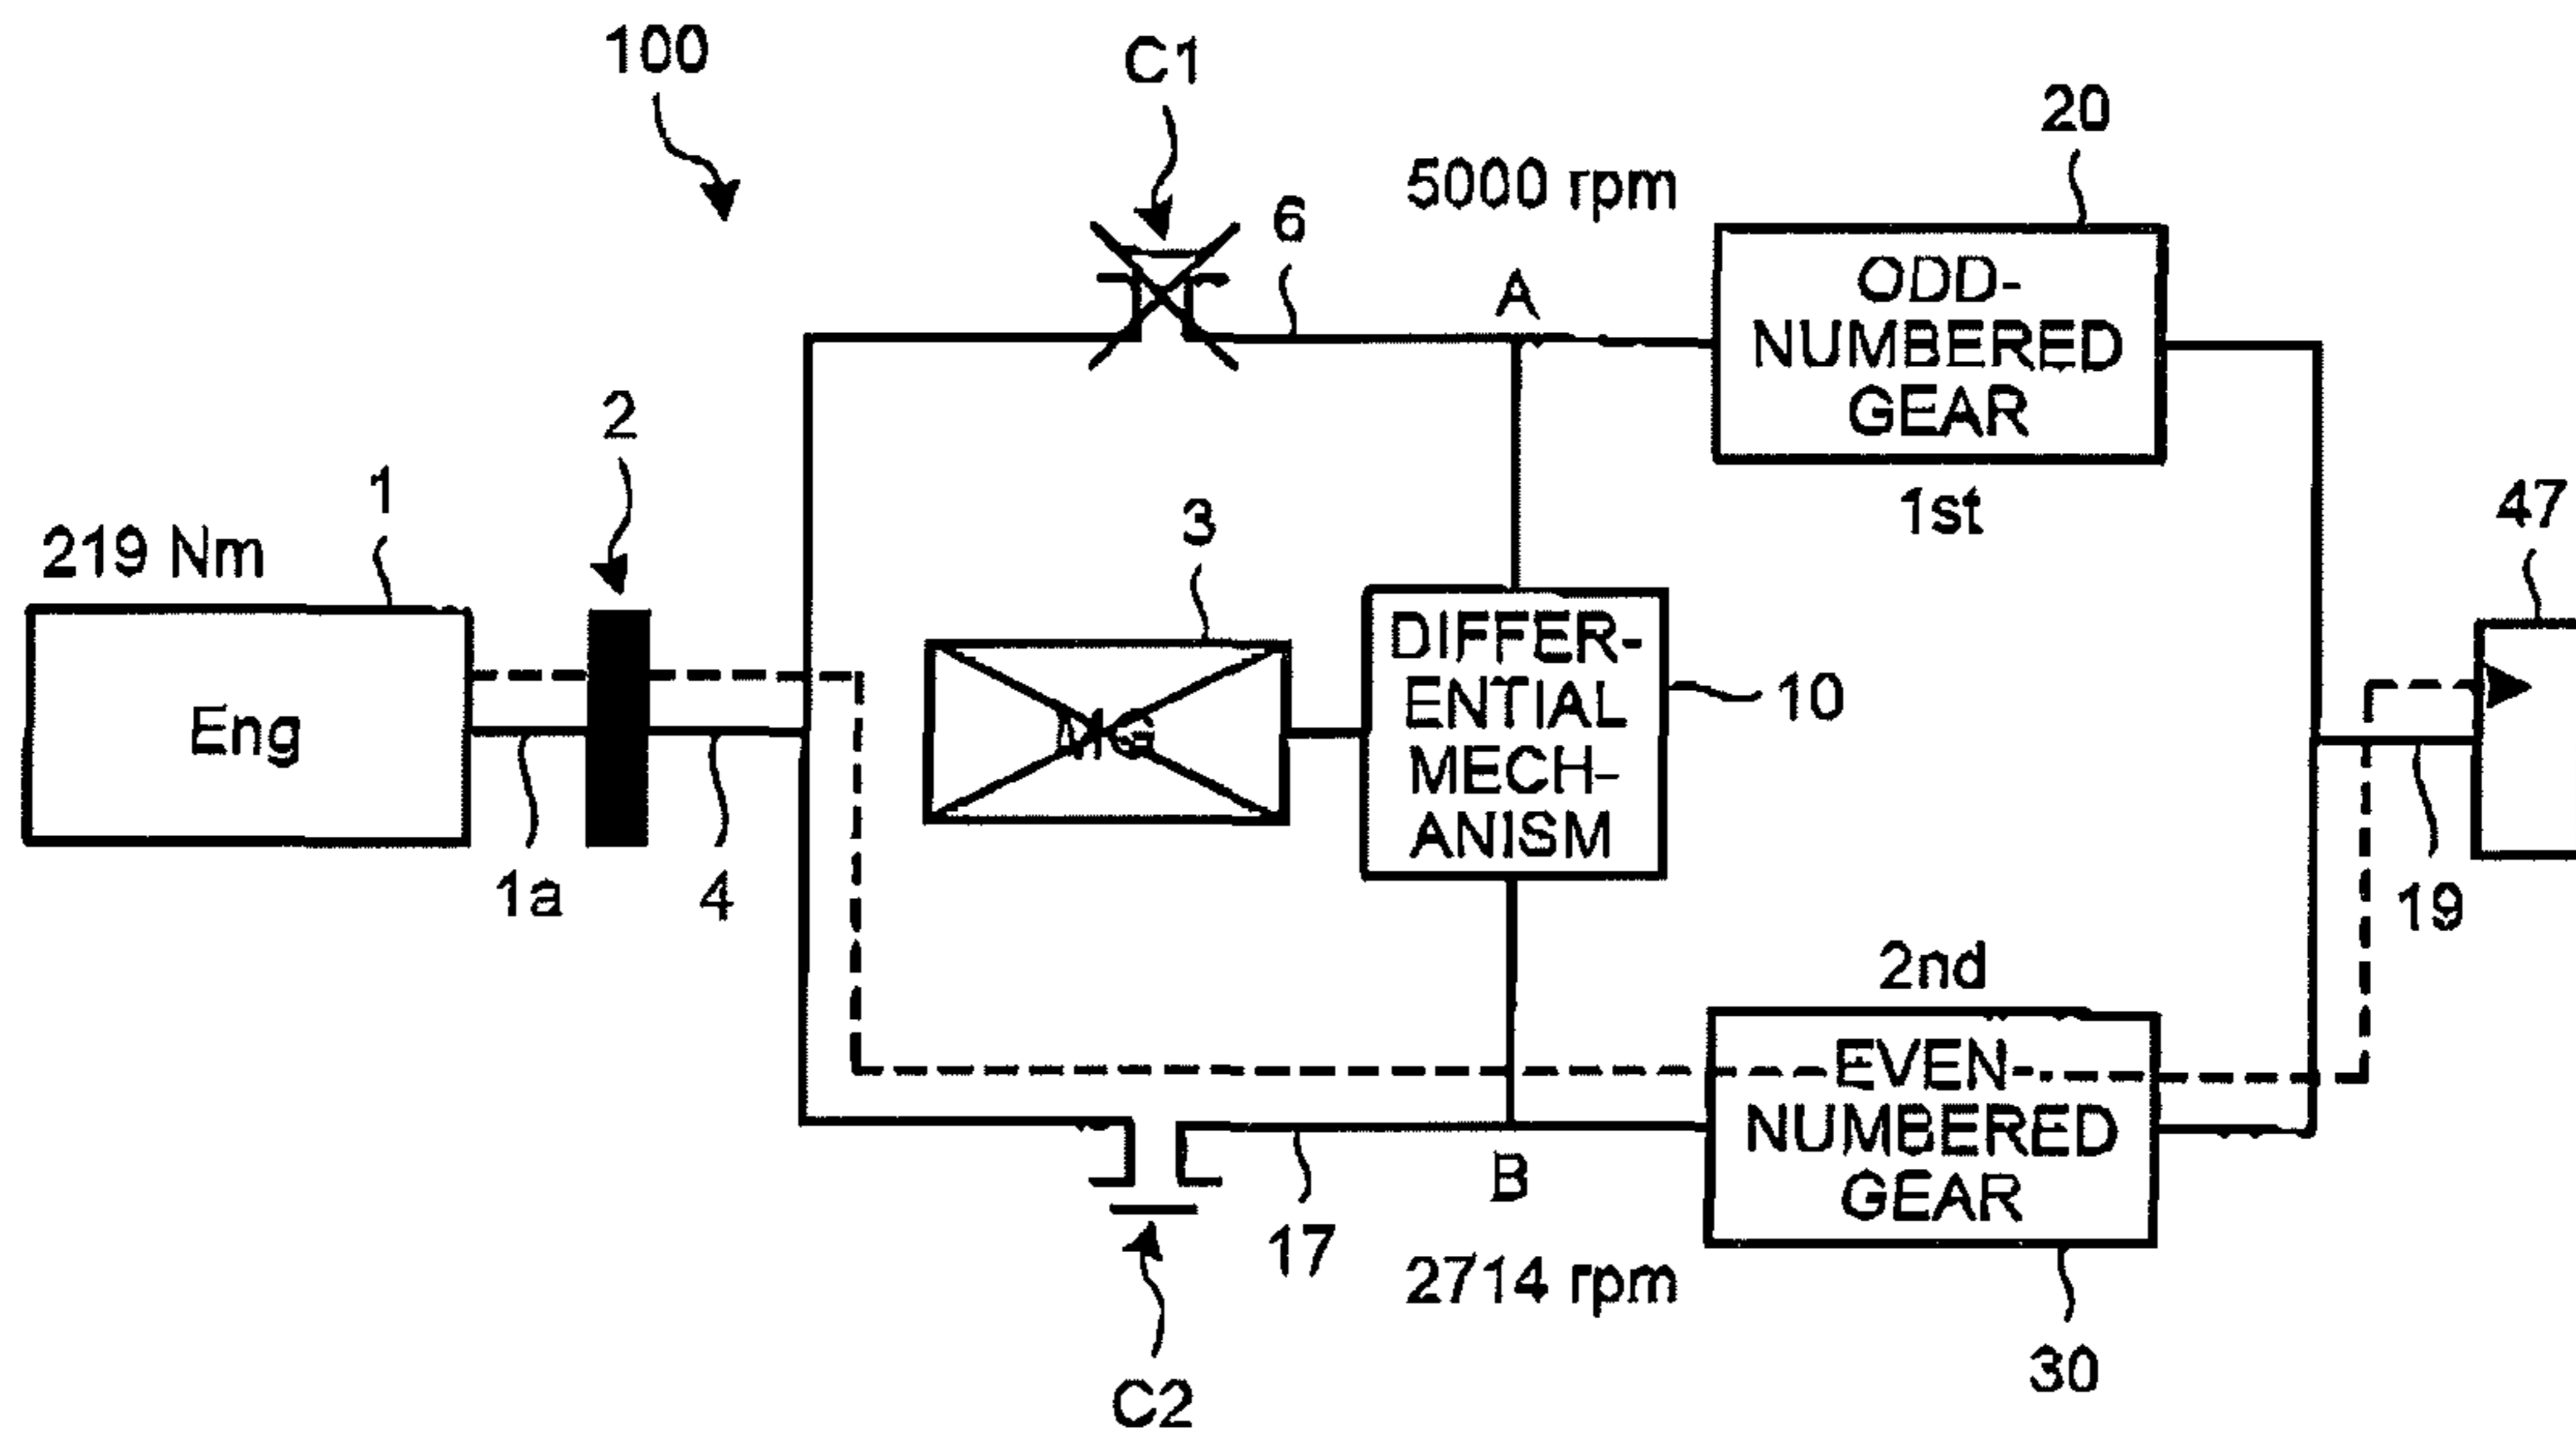 100
C1
20
5000 rpm
6
A
ODD-
NUMBERED
GEAR
1st
2
1
219 Nm
3
47
Eng
MG
DIFFER-
ENTIAL
MECH-
ANISM
10
1a
4
19
2nd
EVEN-
NUMBERED
GEAR
B
17
2714 rpm
30
C2